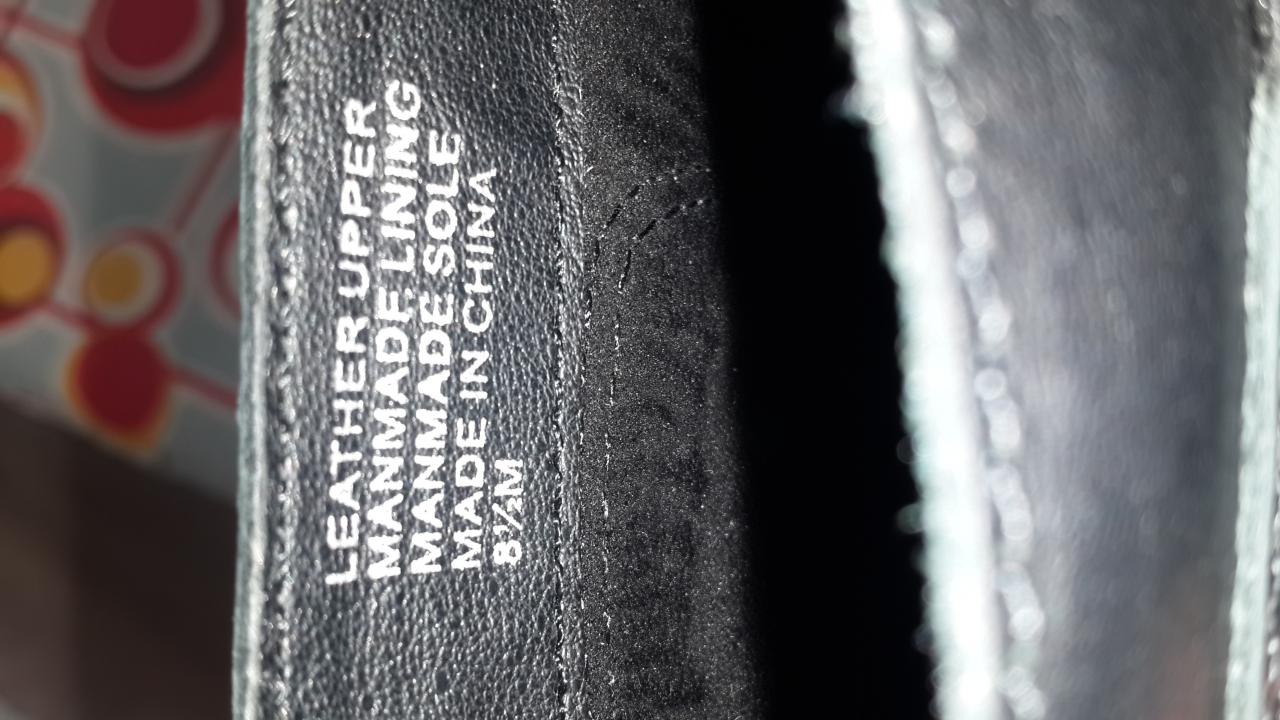 LEATHER UPPER
MANMADE LINING
MANMADE SOLE
MADE IN CHINA
8½M